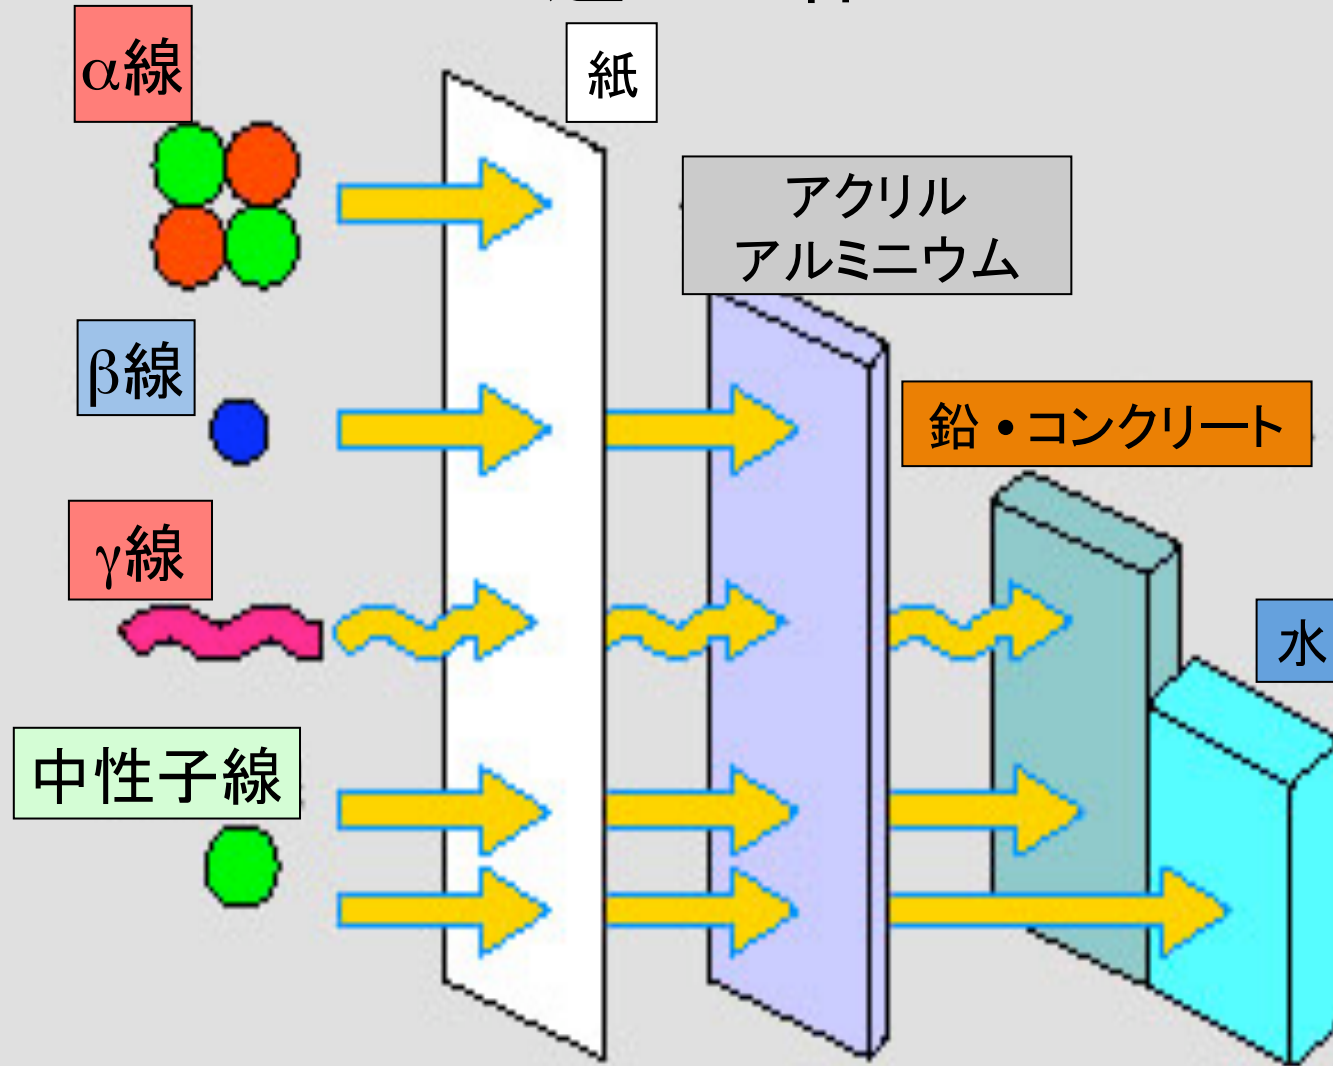 α線
紙
アクリル
アルミニウム
β線
鉛・コンクリート
γ線
水
中性子線